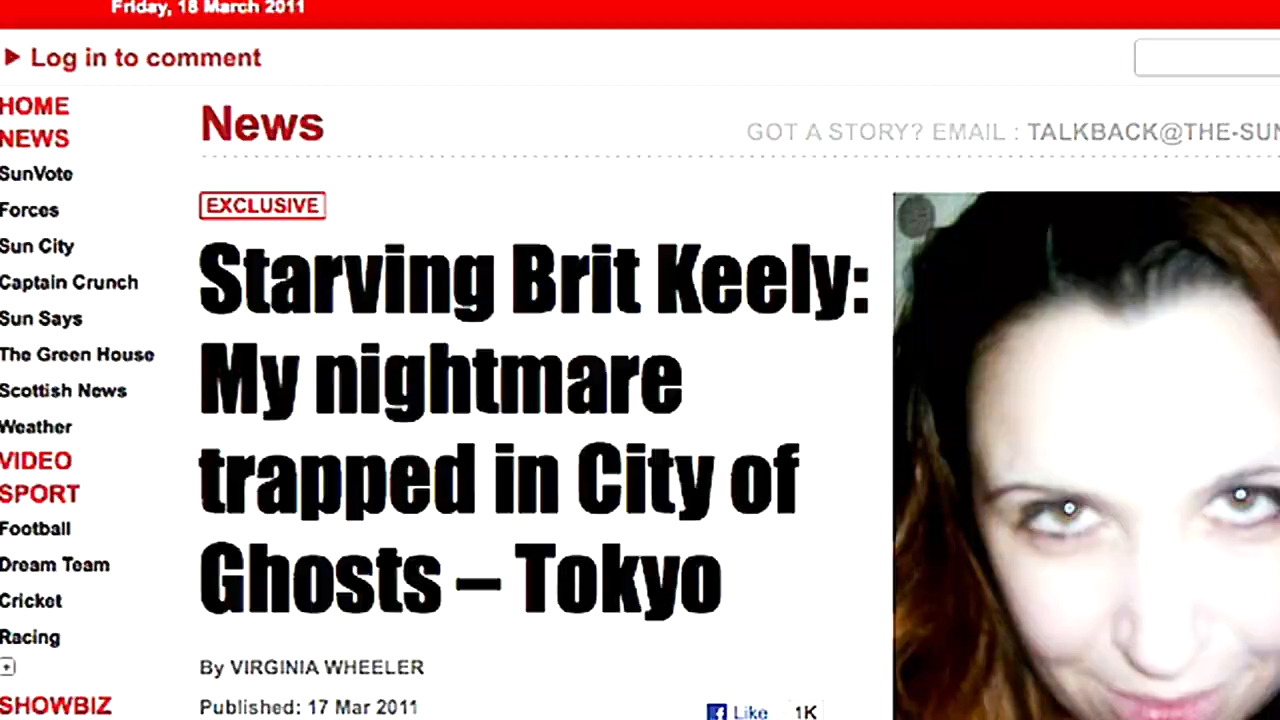 Friday, 18 March 2011
Log in to comment
HOME
NEWS
SunVote
Forces
Sun City
Captain Crunch
Sun Says
The Green House
Scottish News
Weather
VIDEO
SPORT
Football
Dream Team
Cricket
Racing
SHOWBIZ
News
GOT A STORY? EMAIL : TALKBACK@THE-SUN
EXCLUSIVE
Starving Brit Keely:
My nightmare
trapped in City of
Ghosts – Tokyo
By VIRGINIA WHEELER
Published: 17 Mar 2011
Like 1K